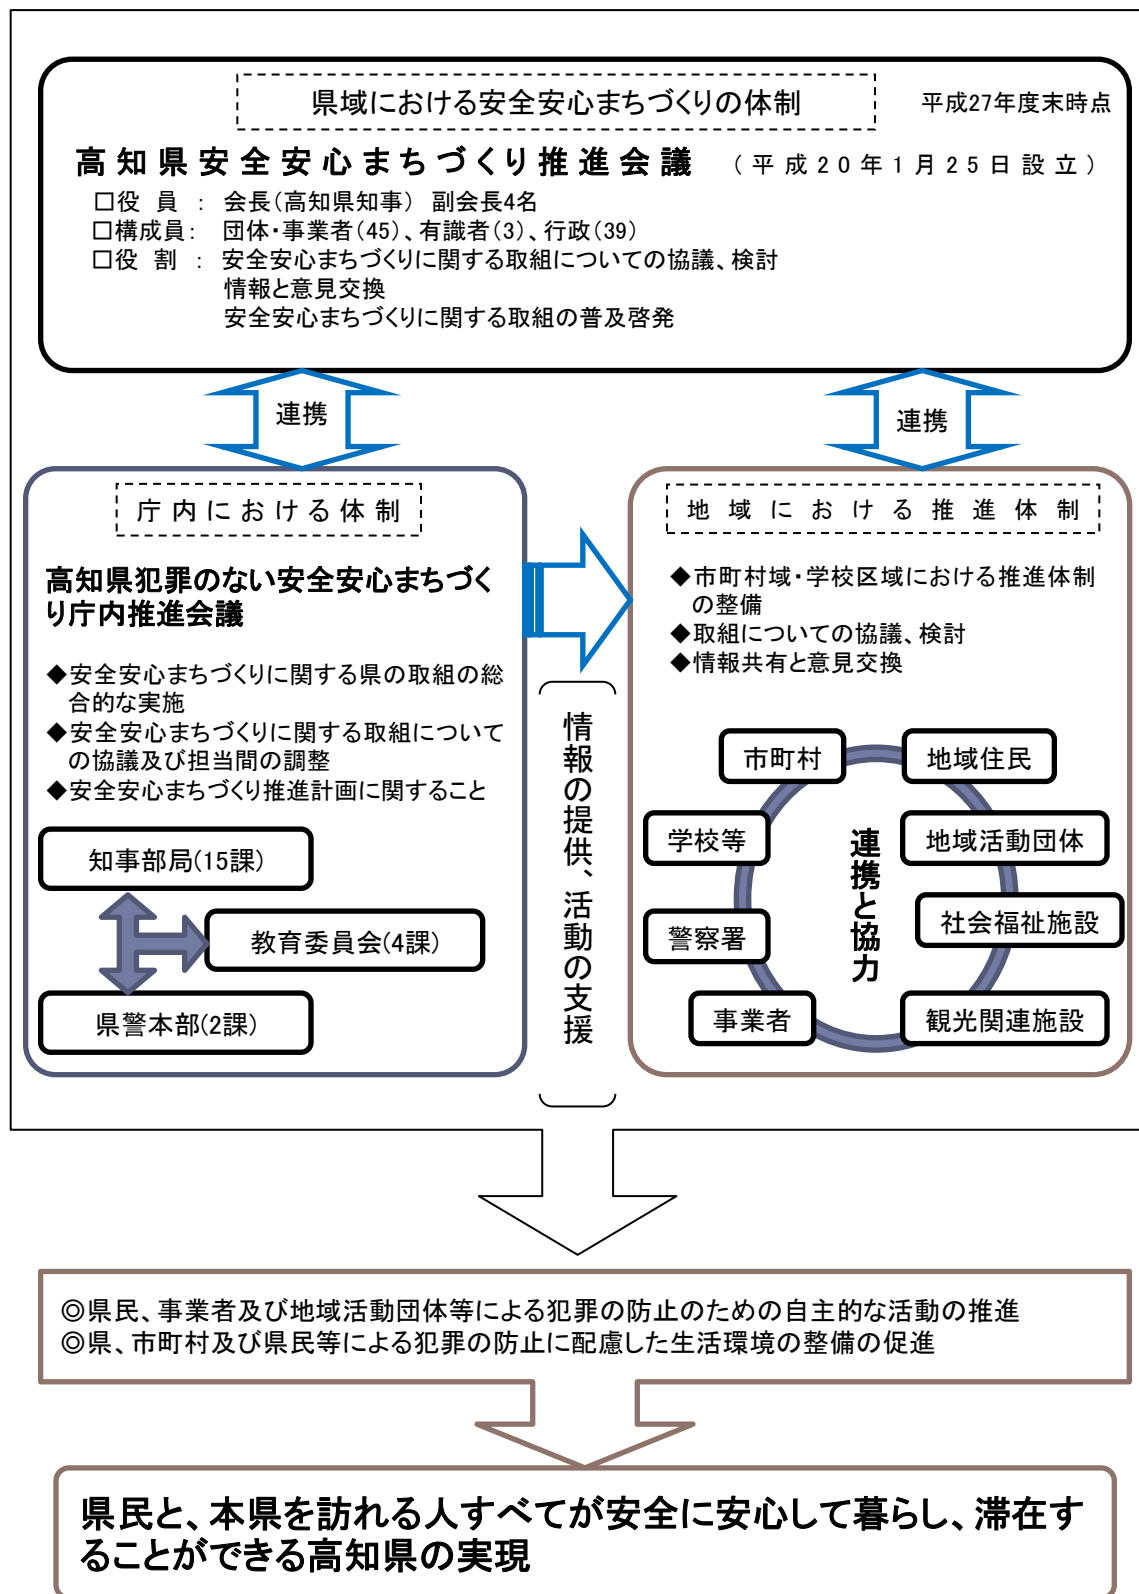 県域における安全安心まちづくりの体制
平成27年度末時点
高知県安全安心まちづくり推進会議 （平成20年1月25日設立）
□役 員 ： 会長（高知県知事） 副会長4名
□構成員： 団体・事業者（45）、有識者（3）、行政（39）
□役 割 ： 安全安心まちづくりに関する取組についての協議、検討
情報と意見交換
安全安心まちづくりに関する取組の普及啓発
連携
連携
庁内における体制
高知県犯罪のない安全安心まちづく
り庁内推進会議
◆安全安心まちづくりに関する県の取組の総
合的な実施
◆安全安心まちづくりに関する取組について
の協議及び担当間の調整
◆安全安心まちづくり推進計画に関すること
知事部局(15課)
教育委員会(4課)
県警本部(2課)
情報の提供、活動の支援
地域における推進体制
◆市町村域・学校区域における推進体制
の整備
◆取組についての協議、検討
◆情報共有と意見交換
市町村
地域住民
学校等
地域活動団体
警察署
社会福祉施設
事業者
観光関連施設
連携と協力
◎県民、事業者及び地域活動団体等による犯罪の防止のための自主的な活動の推進
◎県、市町村及び県民等による犯罪の防止に配慮した生活環境の整備の促進
県民と、本県を訪れる人すべてが安全に安心して暮らし、滞在す
ることができる高知県の実現